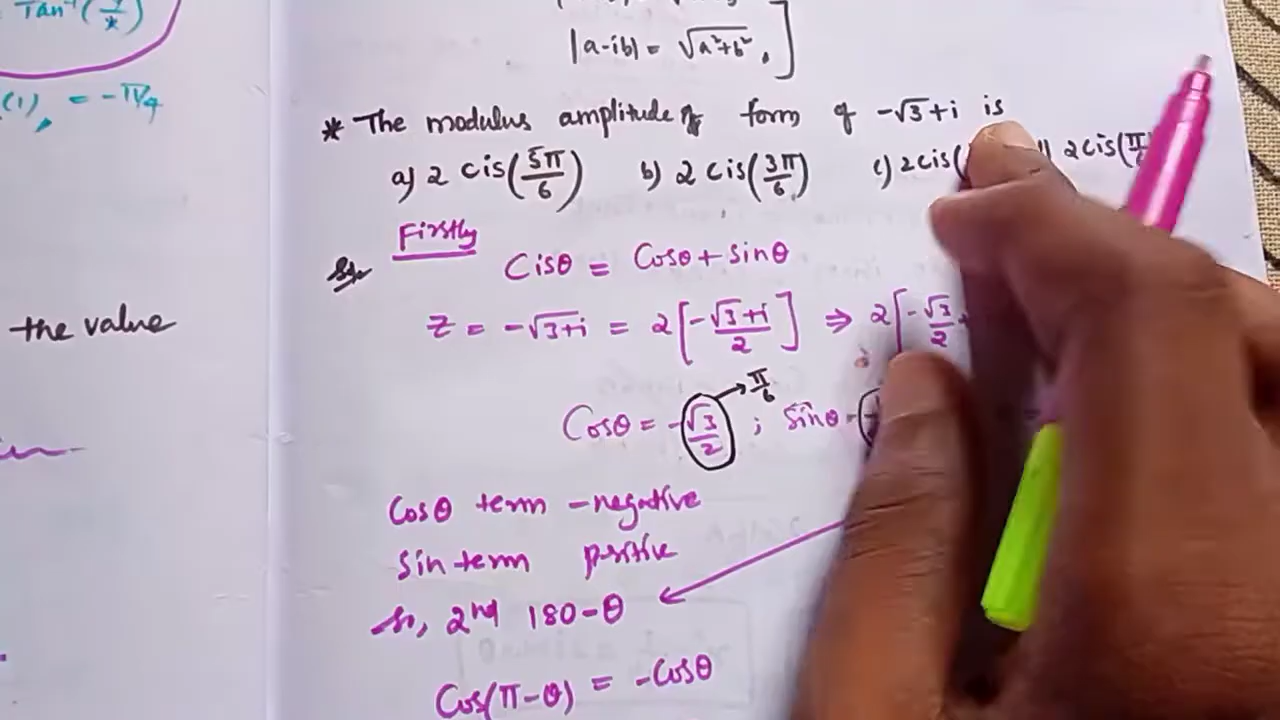 Tan⁻¹(
(1) = -π/4
the value
|a-ib| = √a²+b² .]
* The modulus amplitude of form of -√3+i is
a) 2 cis(5π/6) b) 2 cis(3π/6) c) 2cis( 2cis(π/
Firstly
Cisθ = Cosθ + sinθ
Z = -√3+i = 2[-√3+i/2] ⇒ 2[-√3/2 +
Cosθ = -√3/2 → π/6 ; Sinθ =
Cosθ term - negative
Sin term positive
So, 2nd 180-θ
Cos(π-θ) = -Cosθ